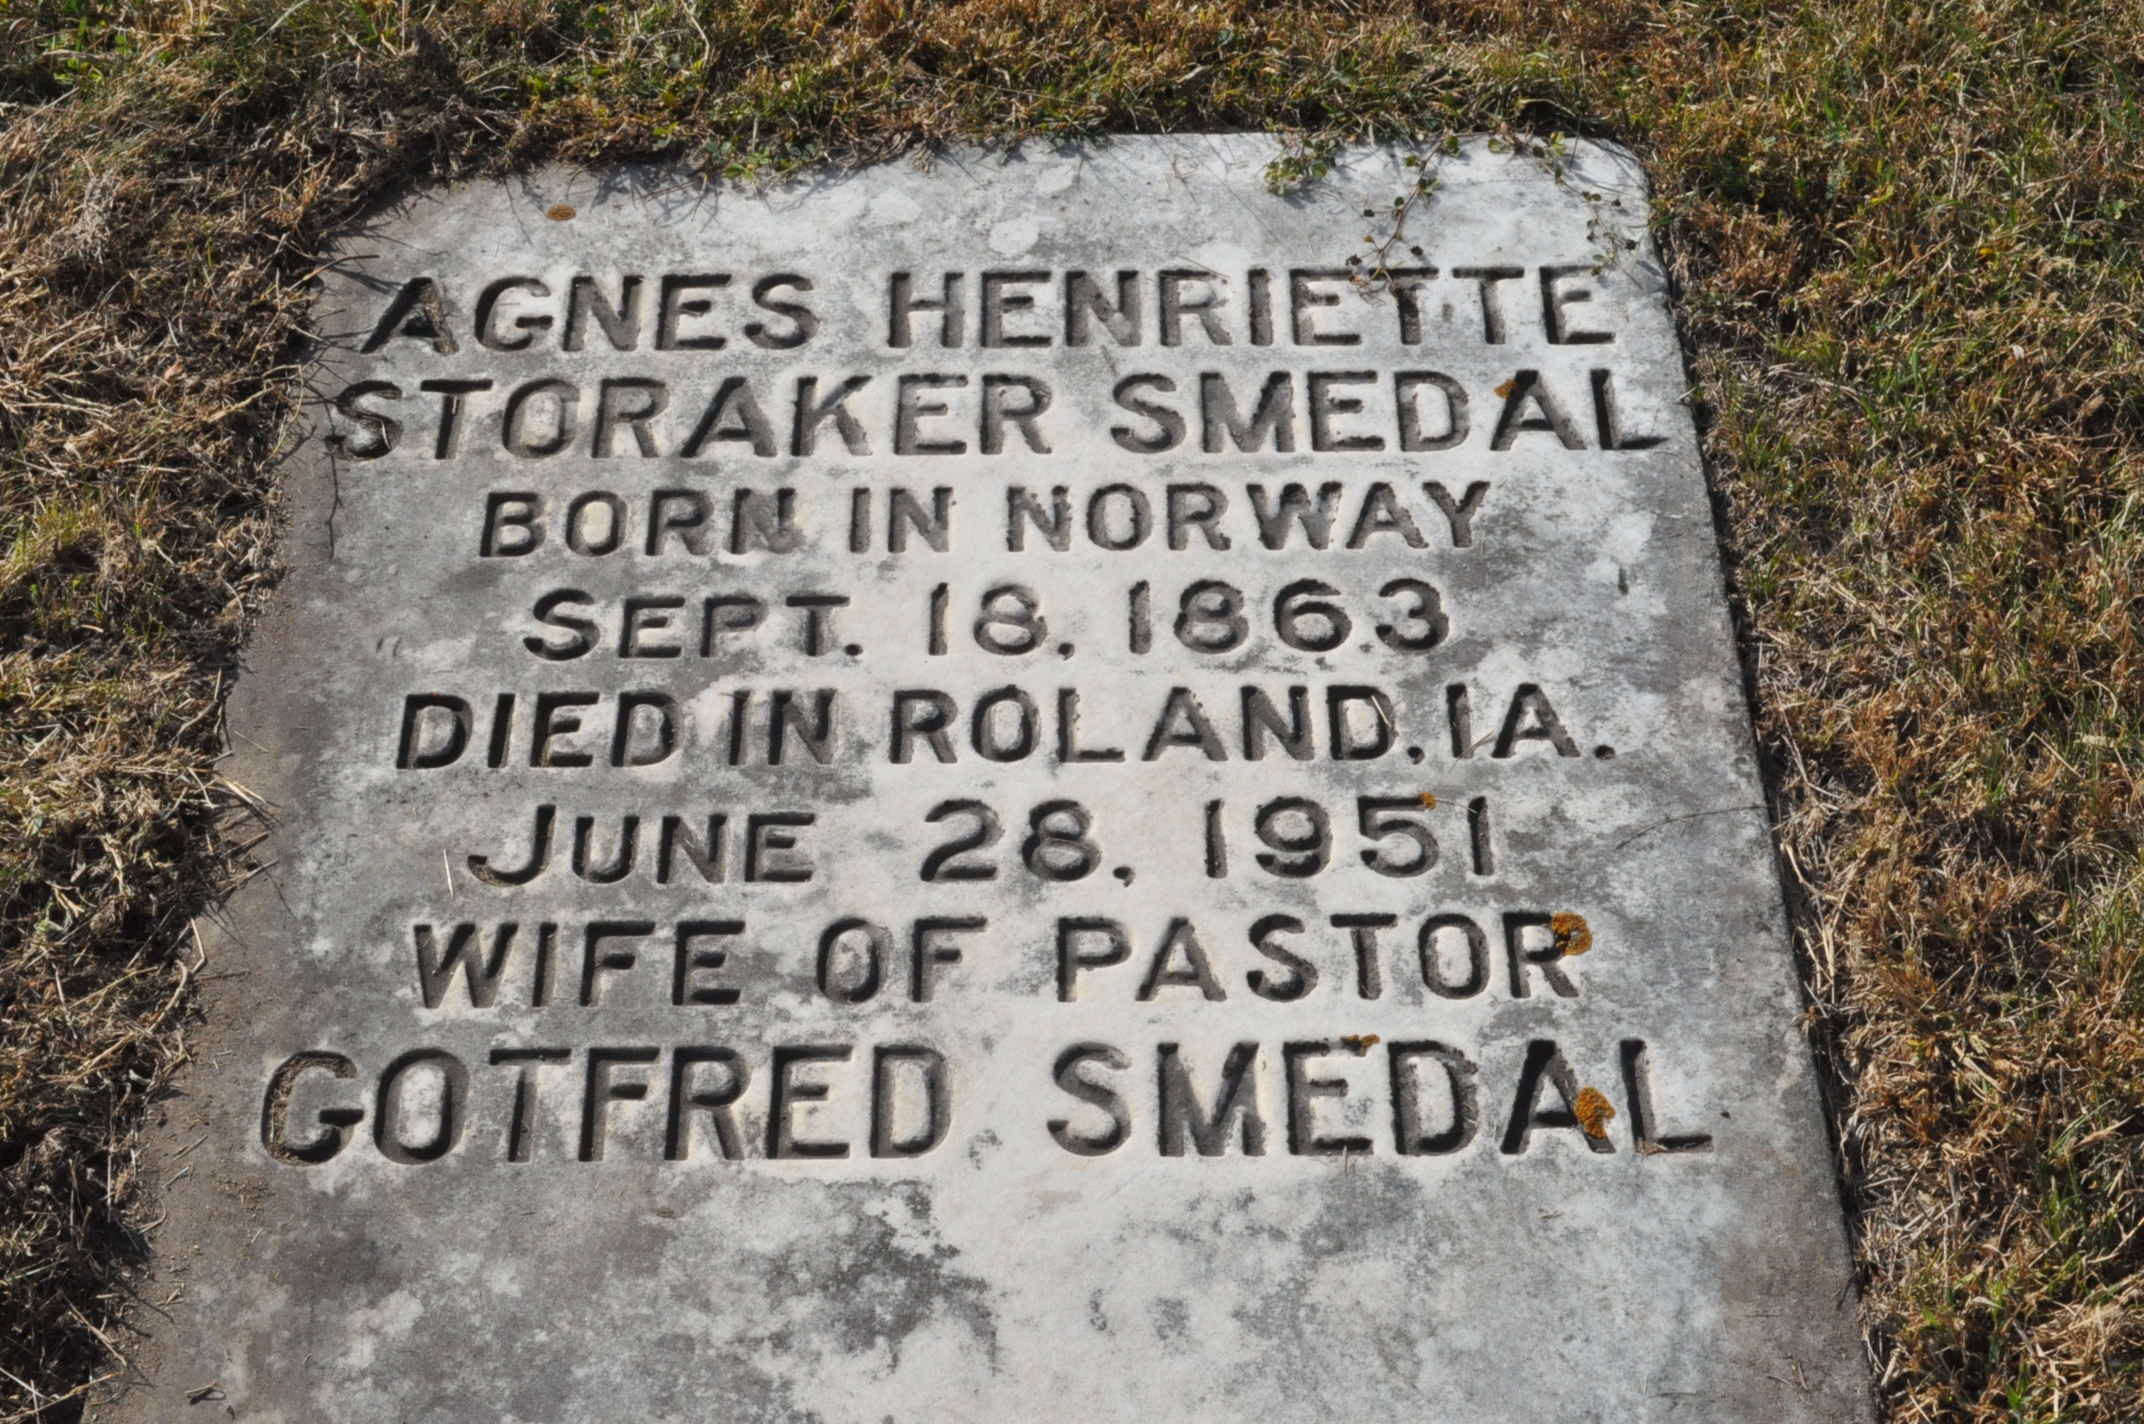 AGNES HENRIETTE
STORAKER SMEDAL
BORN IN NORWAY
SEPT. 18, 1863
DIED IN ROLAND, IA.
JUNE 28, 1951
WIFE OF PASTOR
GOTFRED SMEDAL